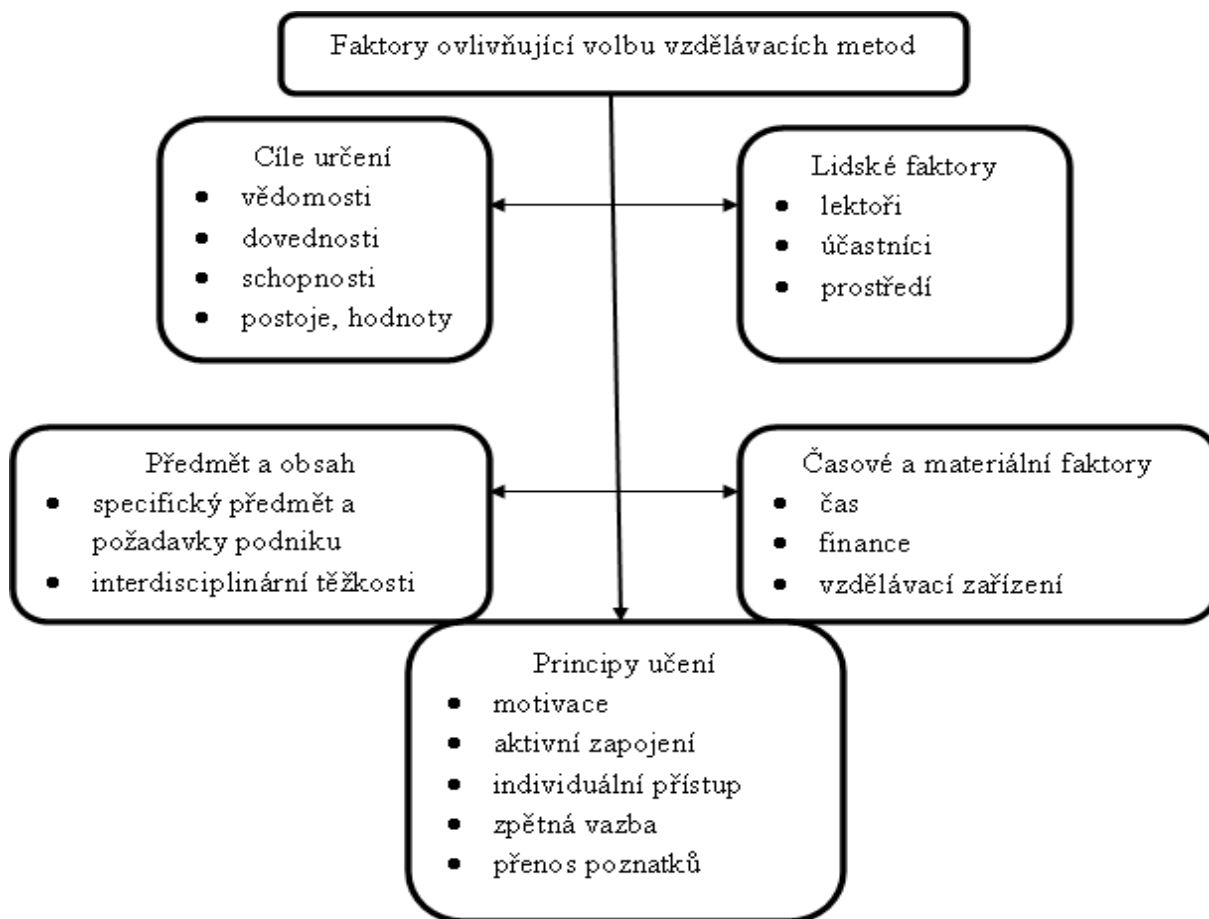 Faktory ovlivňující volbu vzdělávacích metod
Cíle určení
• vědomosti
• dovednosti
• schopnosti
• postoje, hodnoty
Lidské faktory
• lektoři
• účastníci
• prostředí
Předmět a obsah
• specifický předmět a
požadavky podniku
• interdisciplinární těžkosti
Časové a materiální faktory
• čas
• finance
• vzdělávací zařízení
Principy učení
• motivace
• aktivní zapojení
• individuální přístup
• zpětná vazba
• přenos poznatků